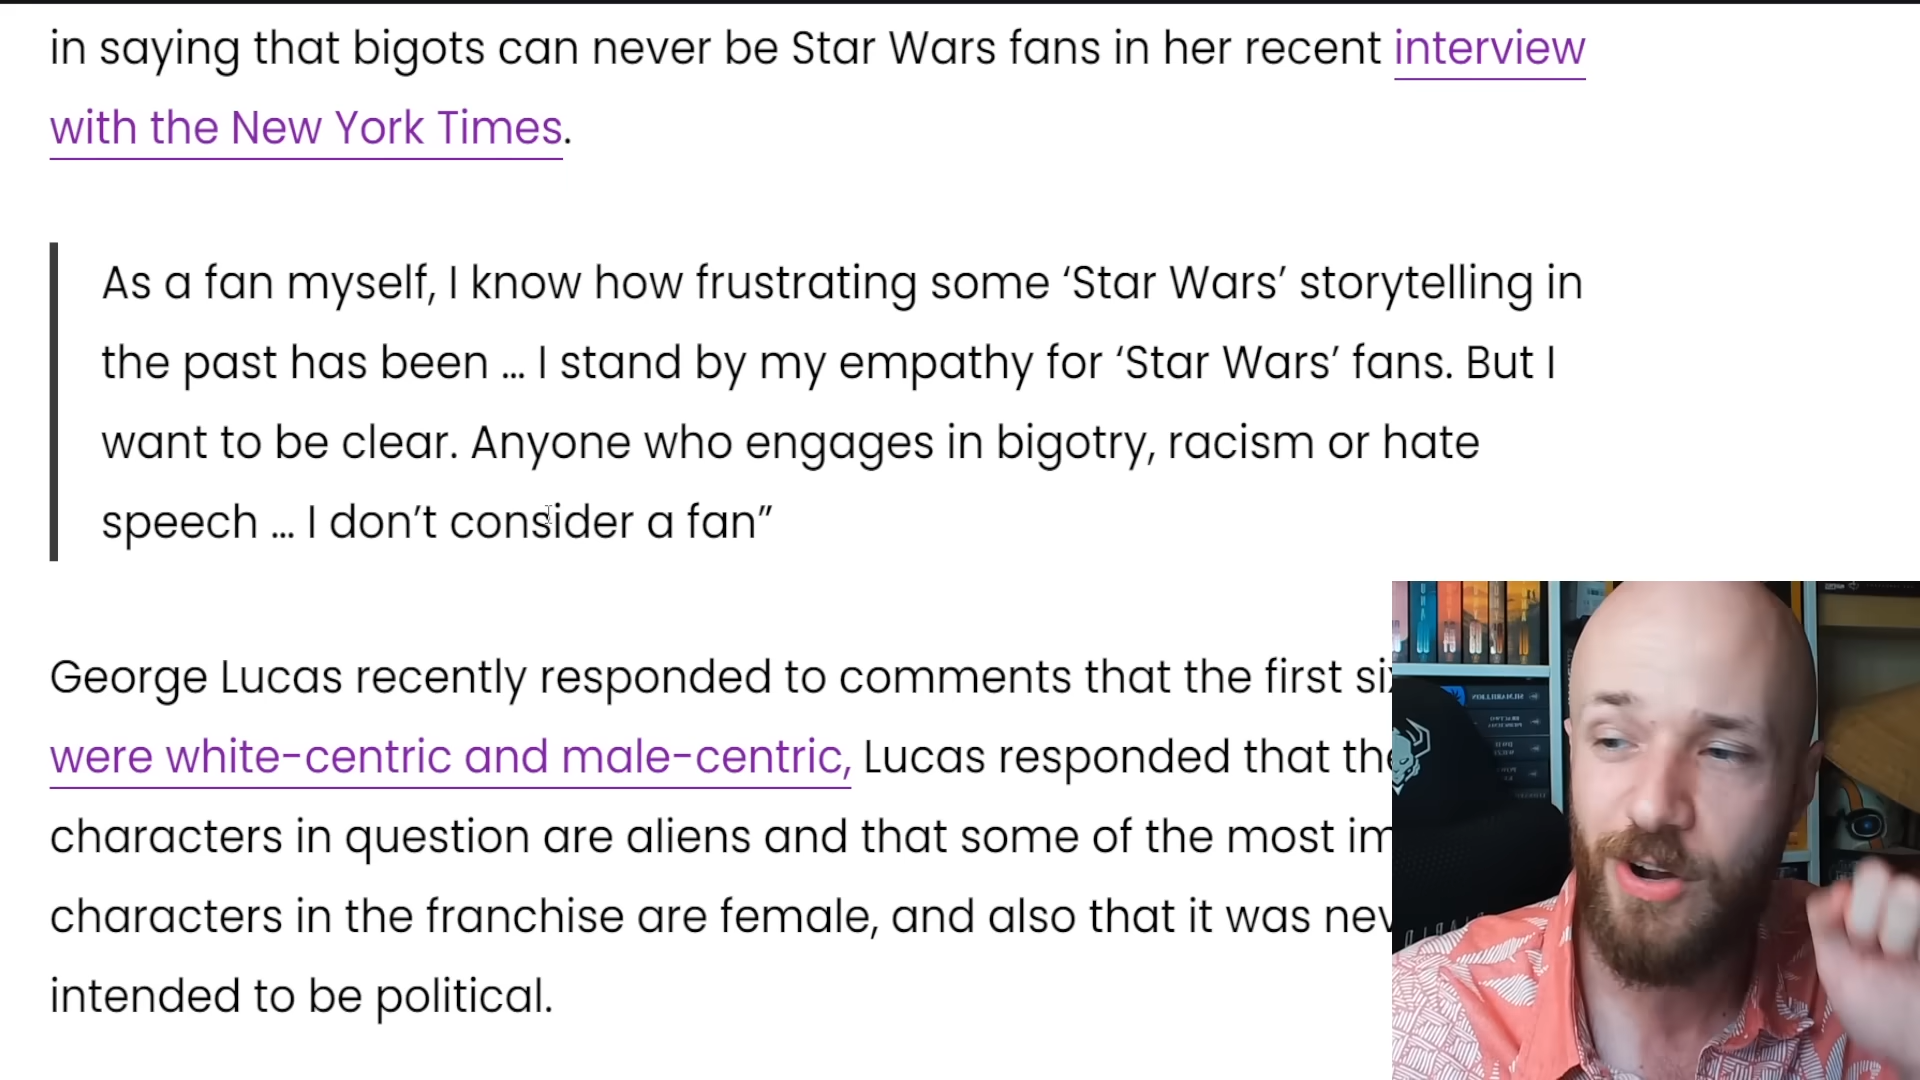 in saying that bigots can never be Star Wars fans in her recent interview
with the New York Times.
As a fan myself, I know how frustrating some ‘Star Wars’ storytelling in
the past has been ... I stand by my empathy for ‘Star Wars’ fans. But I
want to be clear. Anyone who engages in bigotry, racism or hate
speech ... I don’t consider a fan”
George Lucas recently responded to comments that the first
were white-centric and male-centric, Lucas responded that
characters in question are aliens and that some of the most
characters in the franchise are female, and also that it was
intended to be political.